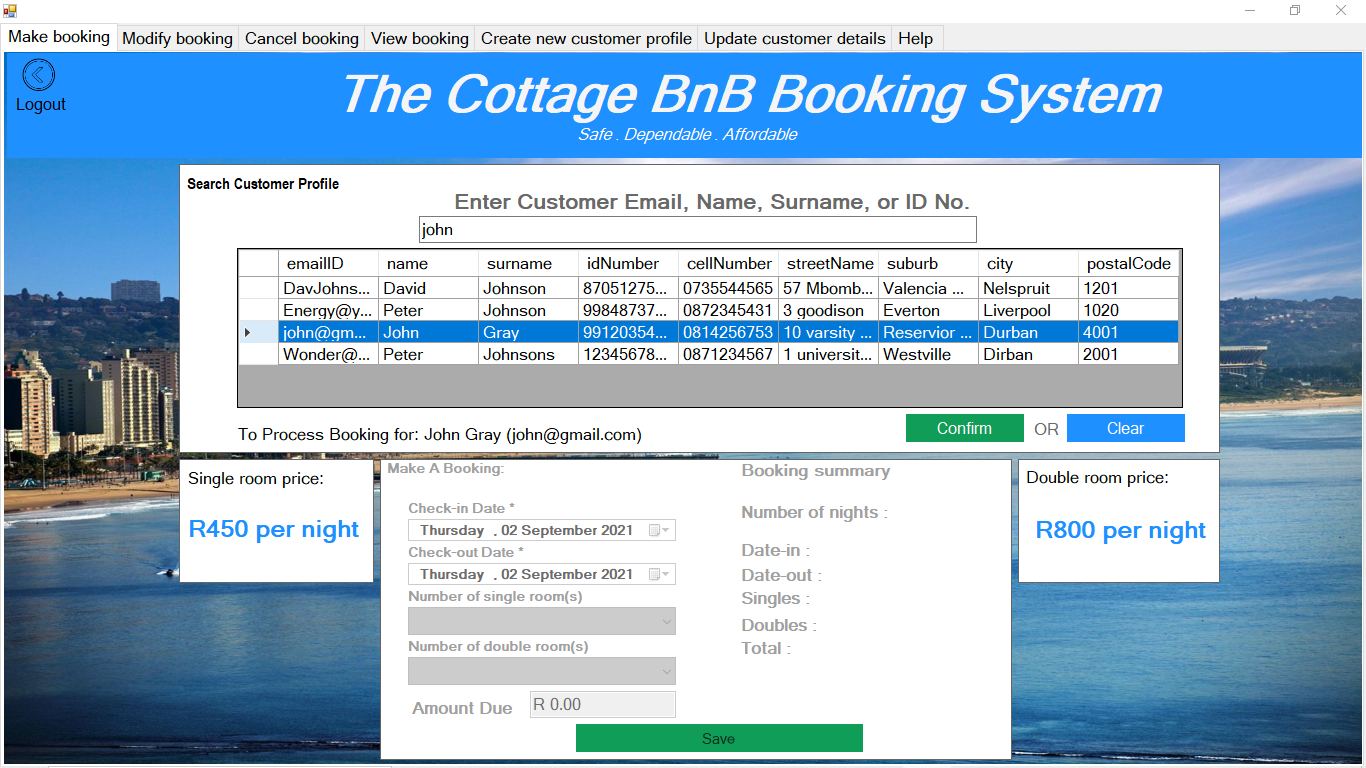 Make booking Modify booking Cancel booking View booking Create new customer profile Update customer details Help
Logout
The Cottage BnB Booking System
Safe . Dependable . Affordable
Search Customer Profile
Enter Customer Email, Name, Surname, or ID No.
john
emailID name surname idNumber cellNumber streetName suburb city postalCode
DavJohns... David Johnson 87051275... 0735544565 57 Mbomb... Valencia ... Nelspruit 1201
Energy@y... Peter Johnson 99848737... 0872345431 3 goodison Everton Liverpool 1020
john@gm... John Gray 99120354... 0814256753 10 varsity ... Reservior ... Durban 4001
Wonder@... Peter Johnsons 12345678... 0871234567 1 universit... Westville Dirban 2001
To Process Booking for: John Gray (john@gmail.com)
Confirm OR Clear
Single room price:
R450 per night
Make A Booking:
Check-in Date *
Thursday , 02 September 2021
Check-out Date *
Thursday , 02 September 2021
Number of single room(s)
Number of double room(s)
Amount Due R 0.00
Booking summary
Number of nights :
Date-in :
Date-out :
Singles :
Doubles :
Total :
Save
Double room price:
R800 per night